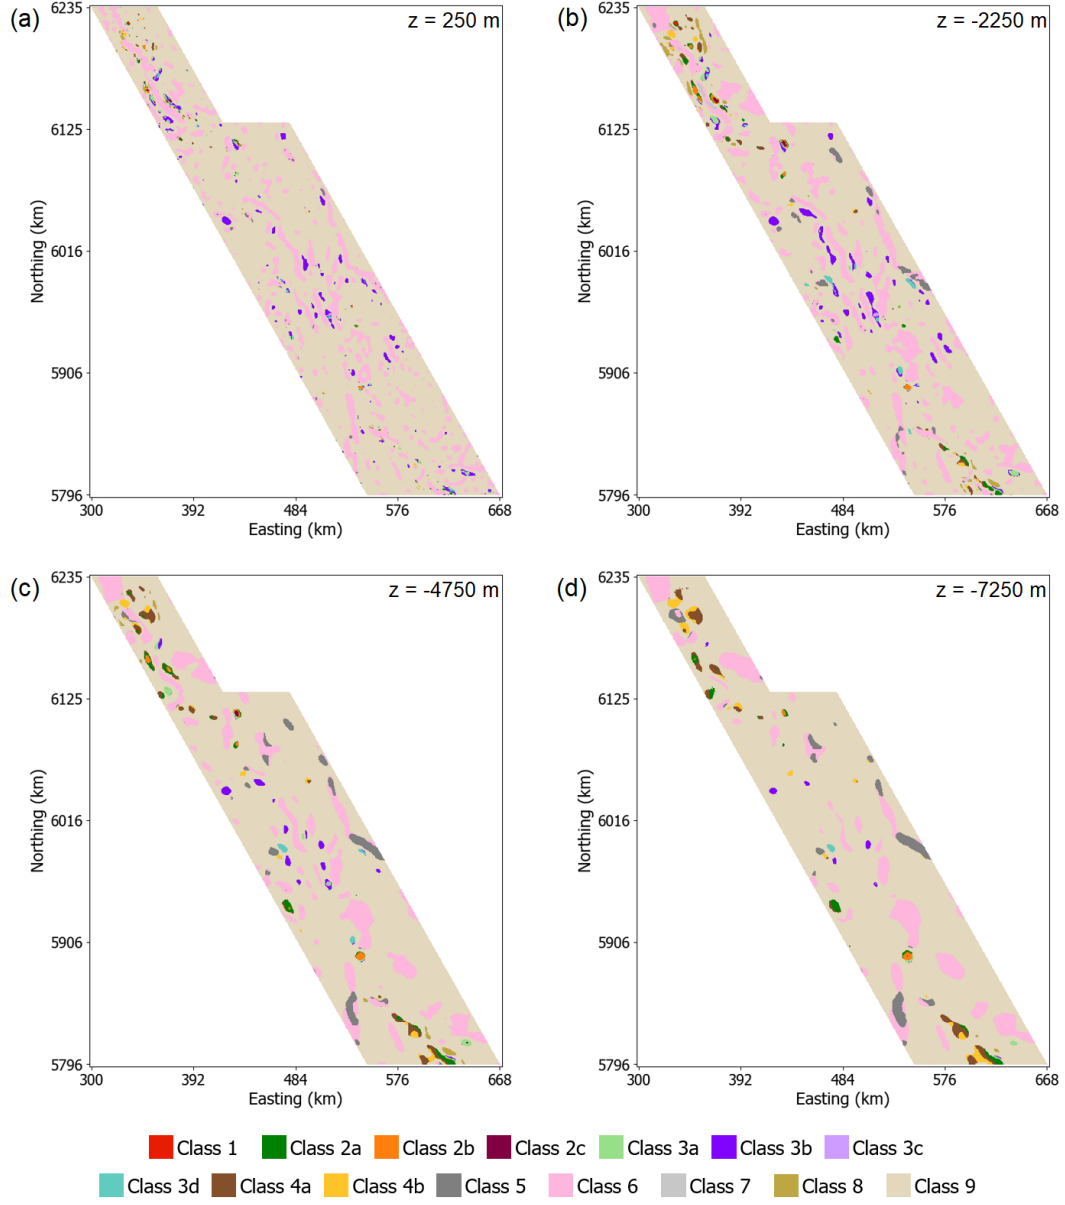 (a) z = 250 m
6235
6125
6016
5906
5796
Northing (km)
300 392 484 576 668
Easting (km)
(b) z = -2250 m
6235
6125
6016
5906
5796
Northing (km)
300 392 484 576 668
Easting (km)
(c) z = -4750 m
6235
6125
6016
5906
5796
Northing (km)
300 392 484 576 668
Easting (km)
(d) z = -7250 m
6235
6125
6016
5906
5796
Northing (km)
300 392 484 576 668
Easting (km)
Class 1 Class 2a Class 2b Class 2c Class 3a Class 3b Class 3c
Class 3d Class 4a Class 4b Class 5 Class 6 Class 7 Class 8 Class 9